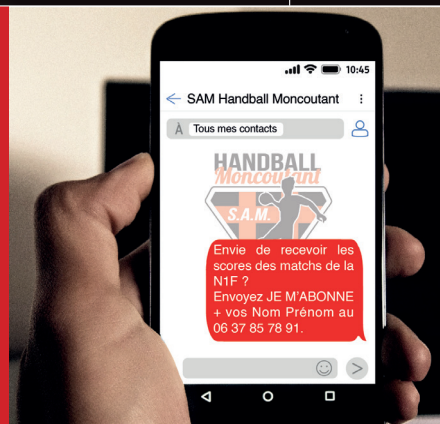 10:45
SAM Handball Moncoutant
À Tous mes contacts
HANDBALL
Moncoutant
S.A.M.
Envie de recevoir les
scores des matchs de la
N1F ?
Envoyez JE M'ABONNE
+ vos Nom Prénom au
06 37 85 78 91.